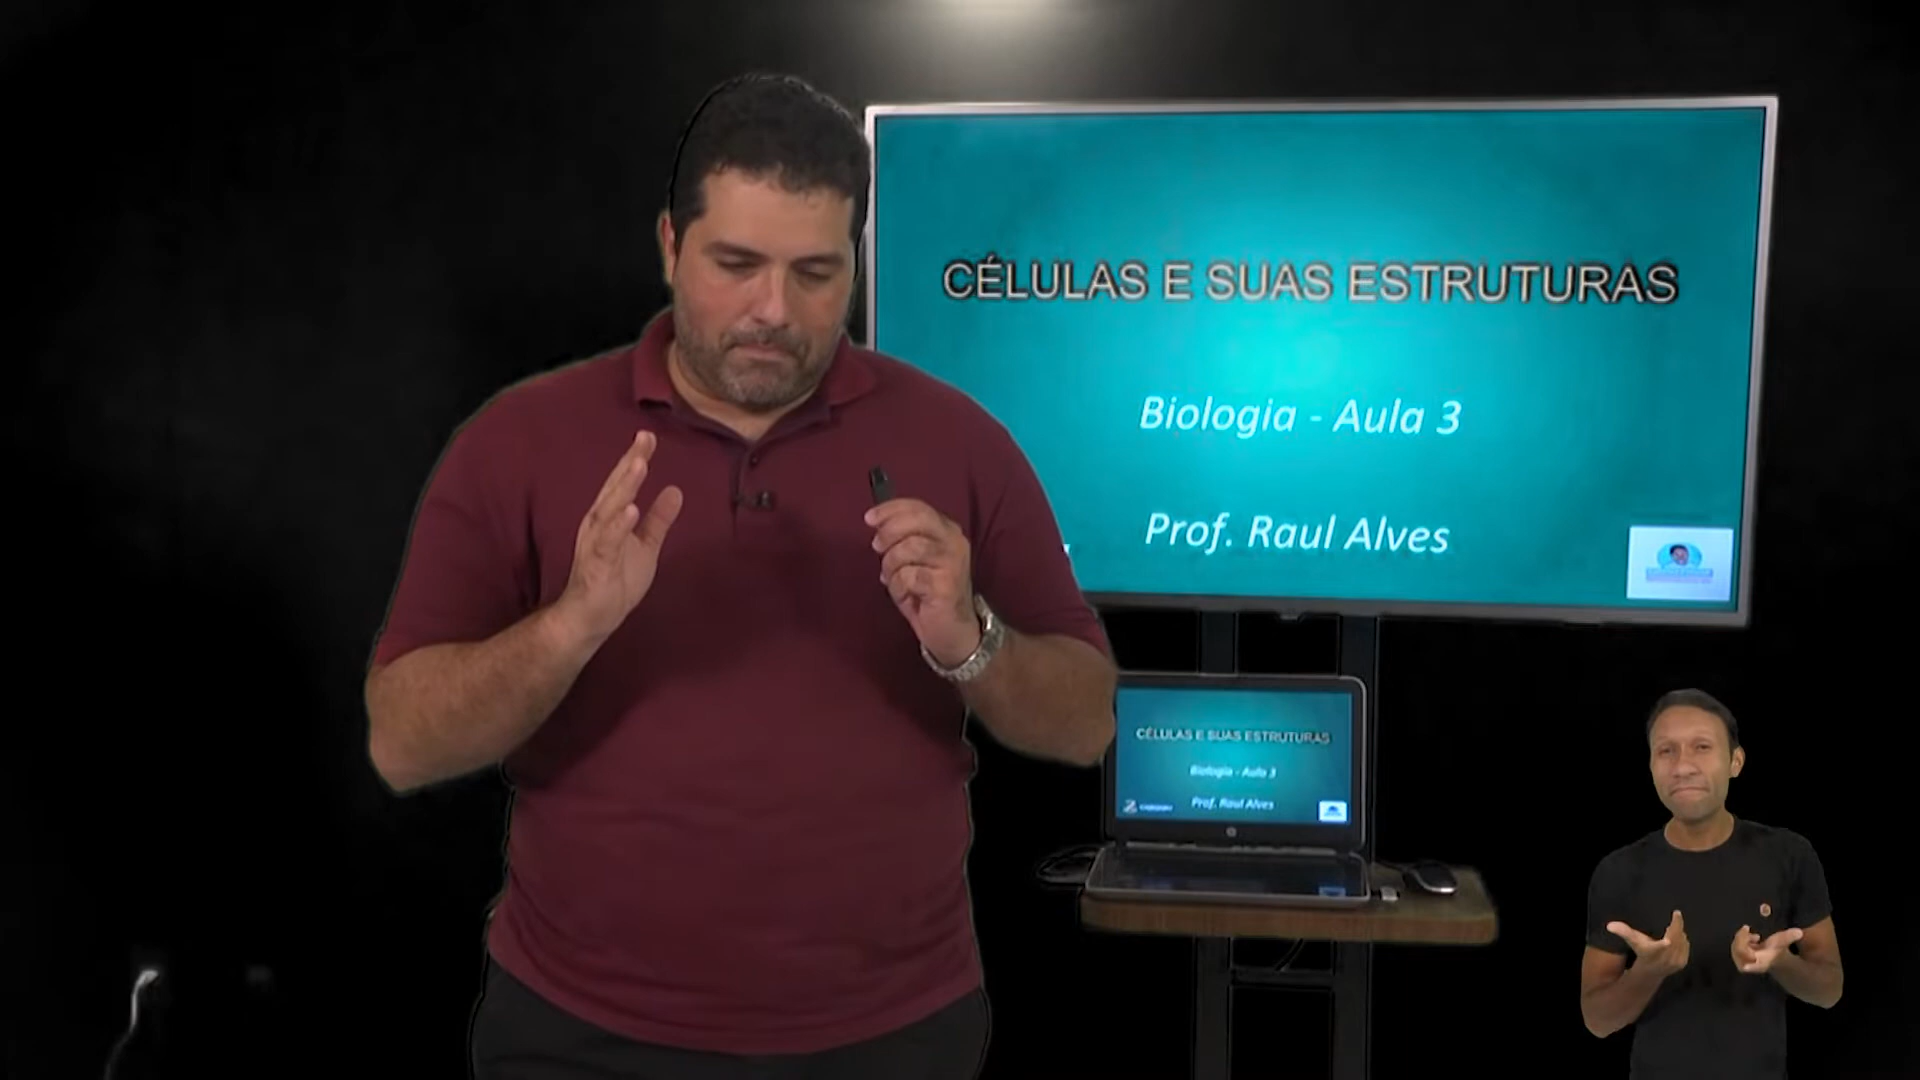 CÉLULAS E SUAS ESTRUTURAS
Biologia - Aula 3
Prof. Raul Alves
CÉLULAS E SUAS ESTRUTURAS
Biologia - Aula 3
Prof. Raul Alves